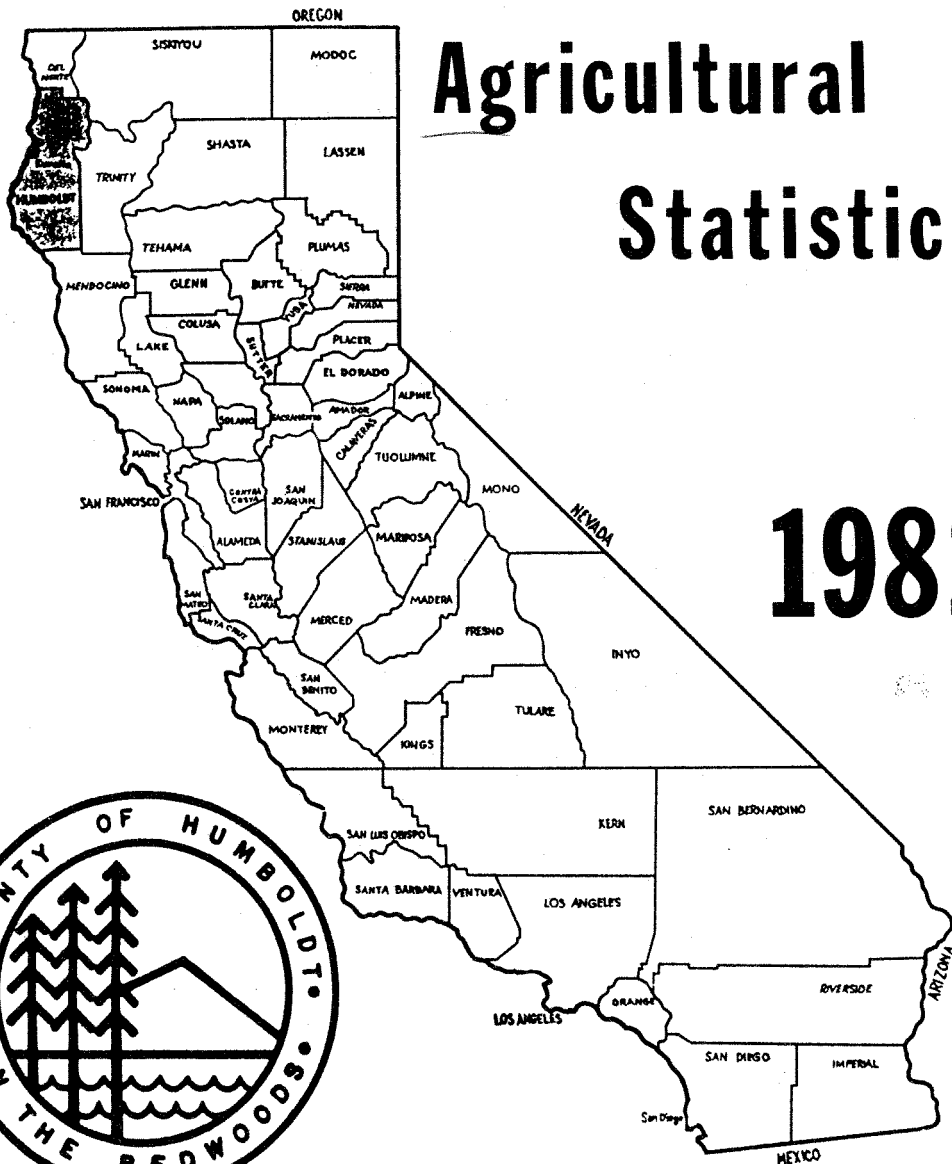 OREGON
Agricultural
Statistic
198
DEL NORTE
SISKIYOU
MODOC
HUMBOLDT
TRINITY
SHASTA
LASSEN
TEHAMA
PLUMAS
MENDOCINO
GLENN
BUTTE
SIERRA
YUBA
NEVADA
COLUSA
LAKE
SUTTER
PLACER
EL DORADO
SONOMA
NAPA
SOLANO
SACRAMENTO
AMADOR
ALPINE
CALAVERAS
TUOLUMNE
MARIN
MONO
SAN FRANCISCO
CONTRA COSTA
SAN JOAQUIN
NEVADA
ALAMEDA
STANISLAUS
MARIPOSA
SAN MATEO
SANTA CLARA
SANTA CRUZ
MERCED
MADERA
FRESNO
INYO
SAN BENITO
MONTEREY
KINGS
TULARE
SAN LUIS OBISPO
KERN
SAN BERNARDINO
SANTA BARBARA
VENTURA
LOS ANGELES
ORANGE
LOS ANGELES
RIVERSIDE
ARIZONA
SAN DIEGO
IMPERIAL
San Diego
MEXICO
NTY OF HUMBOLDT
THE REDWOODS